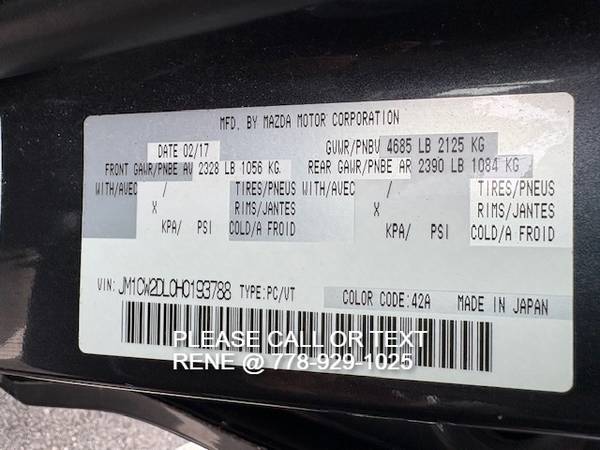 MFD. BY MAZDA MOTOR CORPORATION
DATE 02/17 GVWR/PNBV 4685 LB 2125 KG
FRONT GAWR/PNBE AV 2328 LB 1056 KG REAR GAWR/PNBE AR 2390 LB 1084 KG
WITH/AVEC / TIRES/PNEUS WITH/AVEC / TIRES/PNEUS
X RIMS/JANTES X RIMS/JANTES
KPA/ PSI COLD/A FROID KPA/ PSI COLD/A FROID
VIN: JM1CW2DL0H0193788 TYPE:PC/VT COLOR CODE:42A MADE IN JAPAN
PLEASE CALL OR TEXT
RENE @ 778-929-1025